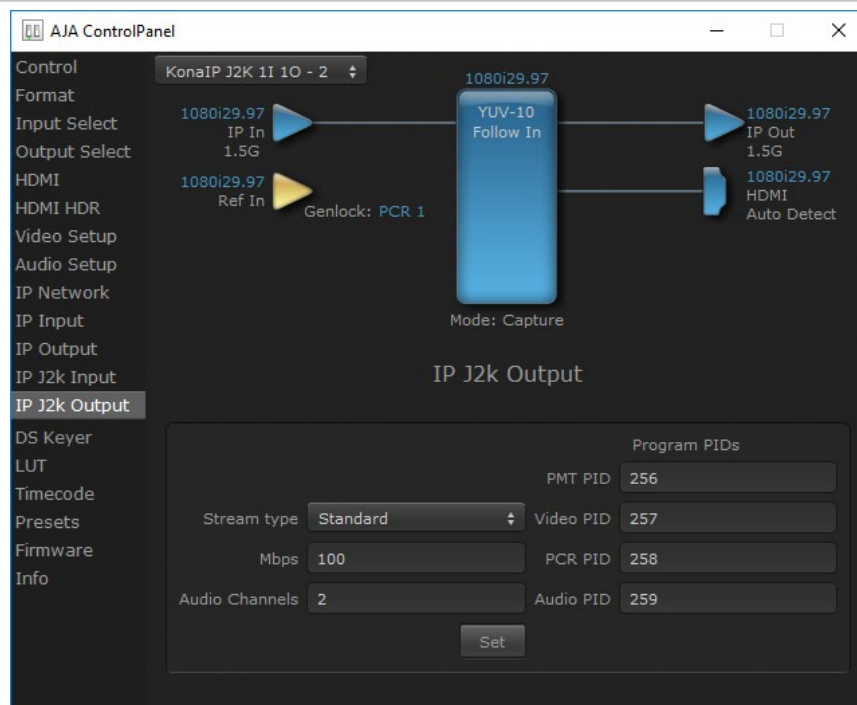 AJA ControlPanel
Control
Format
Input Select
Output Select
HDMI
HDMI HDR
Video Setup
Audio Setup
IP Network
IP Input
IP Output
IP J2k Input
IP J2k Output
DS Keyer
LUT
Timecode
Presets
Firmware
Info
KonaIP J2K 1I 1O - 2
1080i29.97
1080i29.97
IP In
1.5G
1080i29.97
Ref In
Genlock: PCR 1
YUV-10
Follow In
Mode: Capture
1080i29.97
IP Out
1.5G
1080i29.97
HDMI
Auto Detect
IP J2k Output
Program PIDs
PMT PID 256
Stream type Standard Video PID 257
Mbps 100 PCR PID 258
Audio Channels 2 Audio PID 259
Set